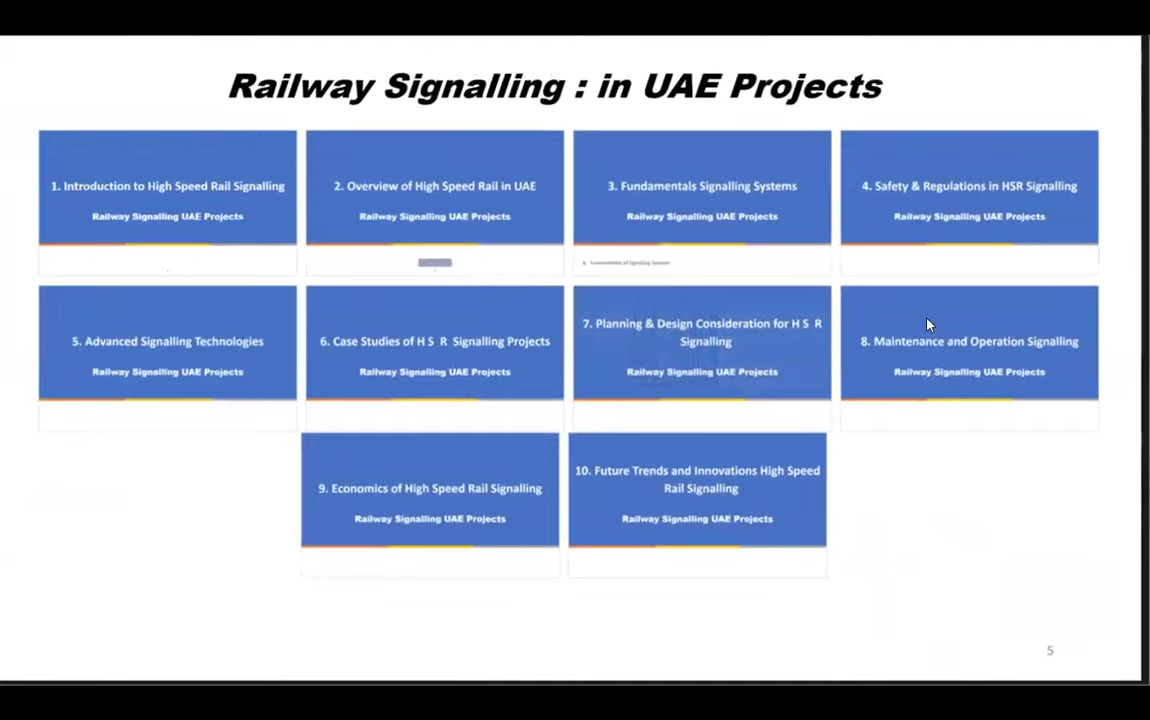 Railway Signalling : in UAE Projects
1. Introduction to High Speed Rail Signalling
Railway Signalling UAE Projects
2. Overview of High Speed Rail in UAE
Railway Signalling UAE Projects
3. Fundamentals Signalling Systems
Railway Signalling UAE Projects
4. Safety & Regulations in HSR Signalling
Railway Signalling UAE Projects
5. Advanced Signalling Technologies
Railway Signalling UAE Projects
6. Case Studies of H S R Signalling Projects
Railway Signalling UAE Projects
7. Planning & Design Consideration for H S R
Signalling
Railway Signalling UAE Projects
8. Maintenance and Operation Signalling
Railway Signalling UAE Projects
9. Economics of High Speed Rail Signalling
Railway Signalling UAE Projects
10. Future Trends and Innovations High Speed
Rail Signalling
Railway Signalling UAE Projects
5